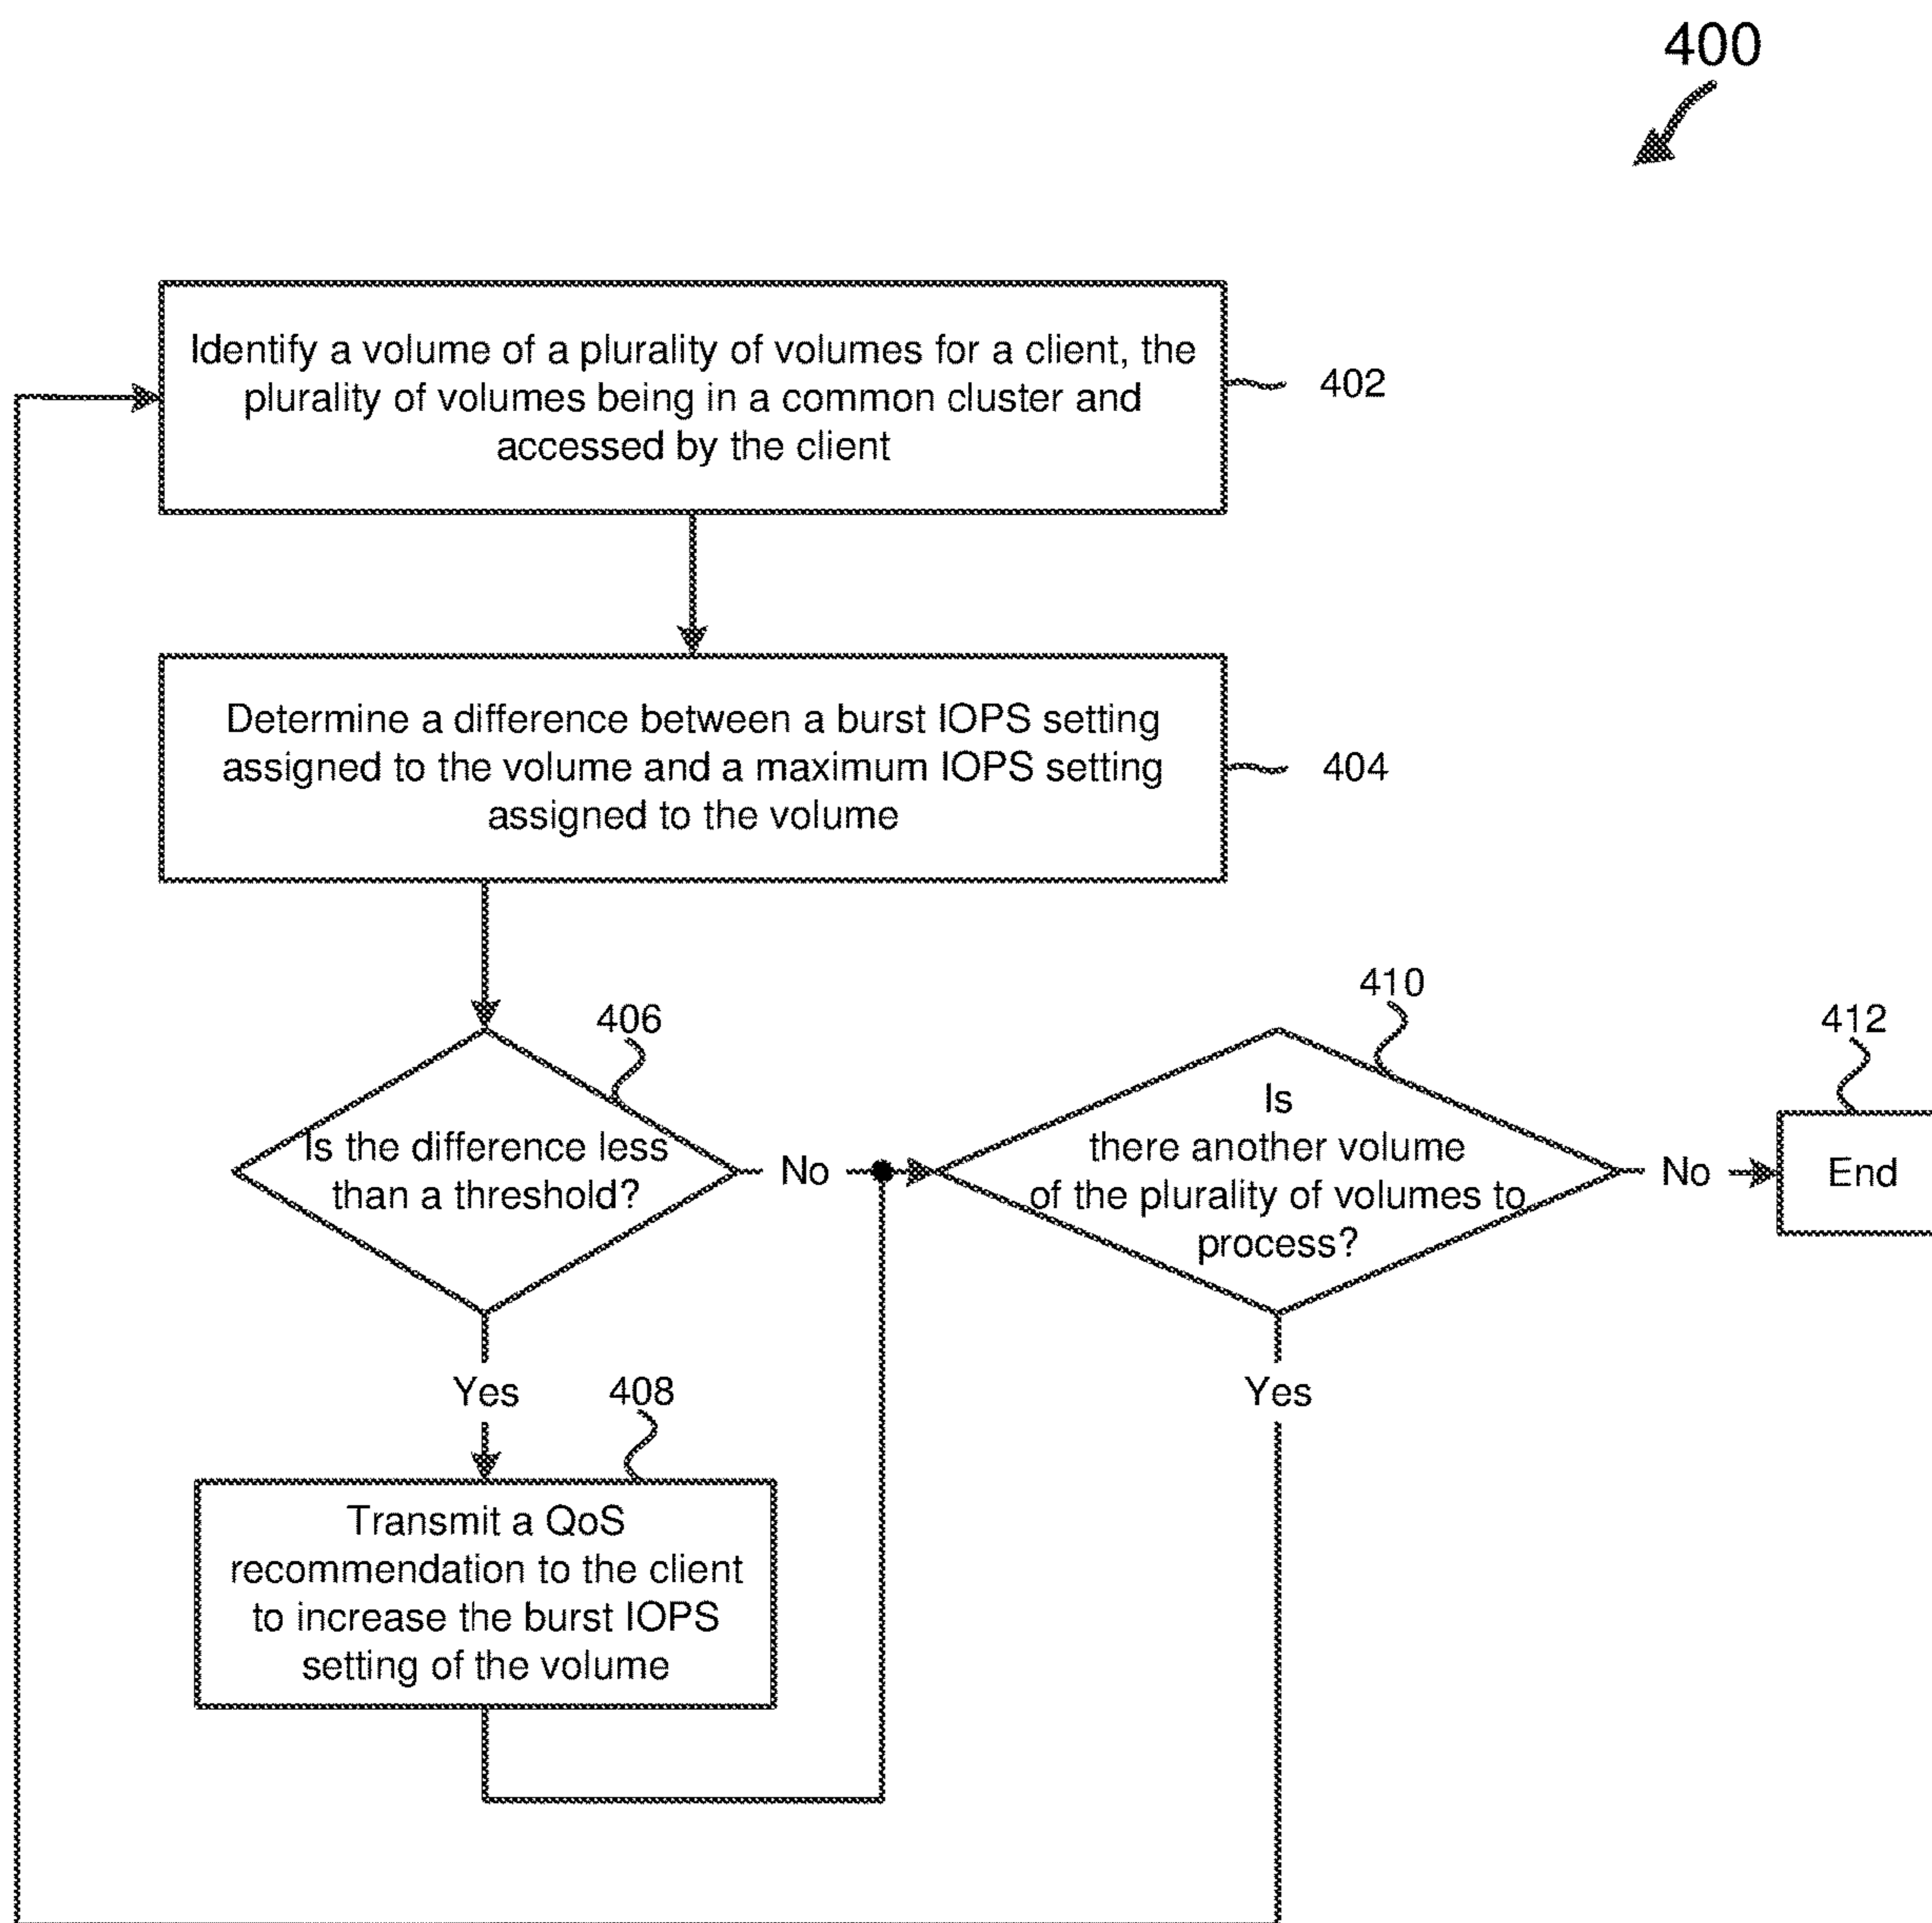 400
Identify a volume of a plurality of volumes for a client, the
plurality of volumes being in a common cluster and
accessed by the client
402
Determine a difference between a burst IOPS setting
assigned to the volume and a maximum IOPS setting
assigned to the volume
404
406
Is the difference less
than a threshold?
No
410
Is
there another volume
of the plurality of volumes to
process?
No
412
End
Yes
408
Transmit a QoS
recommendation to the client
to increase the burst IOPS
setting of the volume
Yes